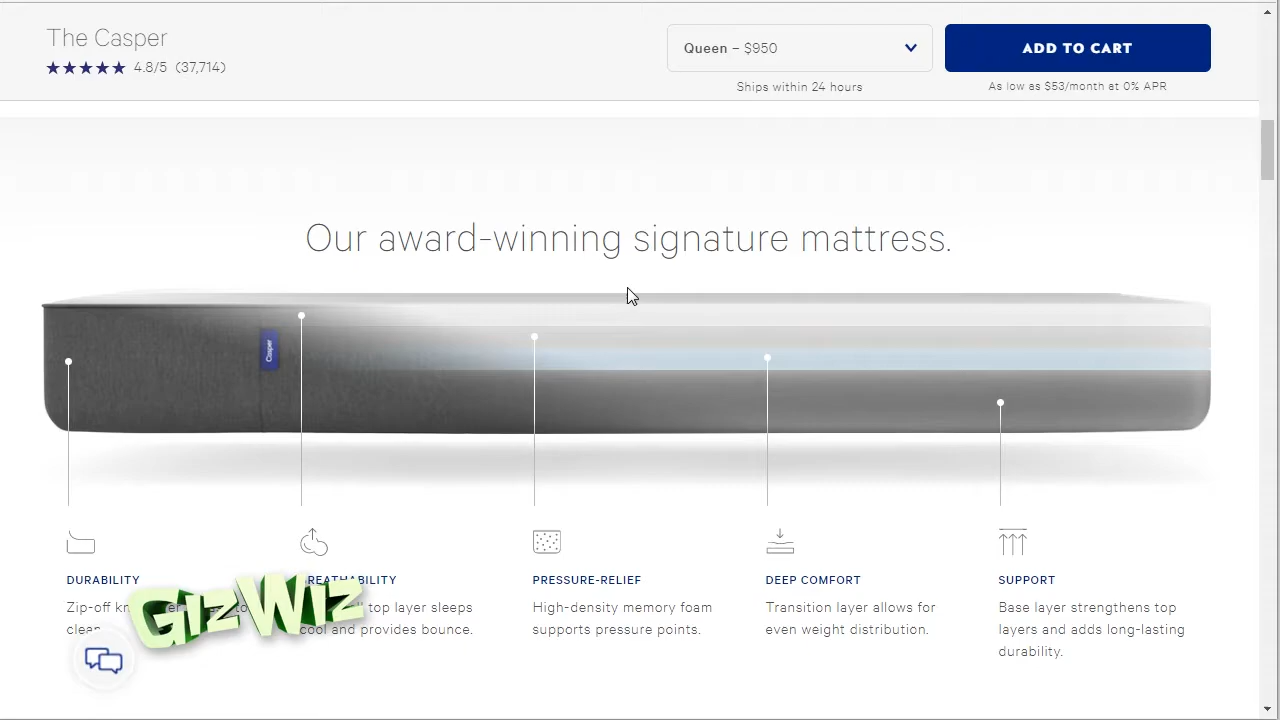 The Casper
4.8/5 (37,714)
Queen – $950
ADD TO CART
Ships within 24 hours
As low as $53/month at 0% APR
Our award-winning signature mattress.
Casper
DURABILITY
BREATHABILITY
PRESSURE-RELIEF
DEEP COMFORT
SUPPORT
Zip-off
top layer sleeps
High-density memory foam
Transition layer allows for
Base layer strengthens top
cool and provides bounce.
supports pressure points.
even weight distribution.
layers and adds long-lasting
durability.
GizWiz